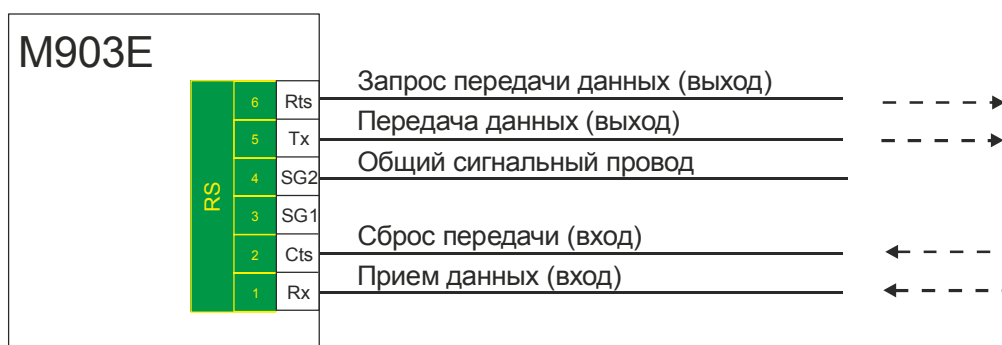 M903E
RS
6 Rts Запрос передачи данных (выход)
5 Tx Передача данных (выход)
4 SG2 Общий сигнальный провод
3 SG1
2 Cts Сброс передачи (вход)
1 Rx Прием данных (вход)